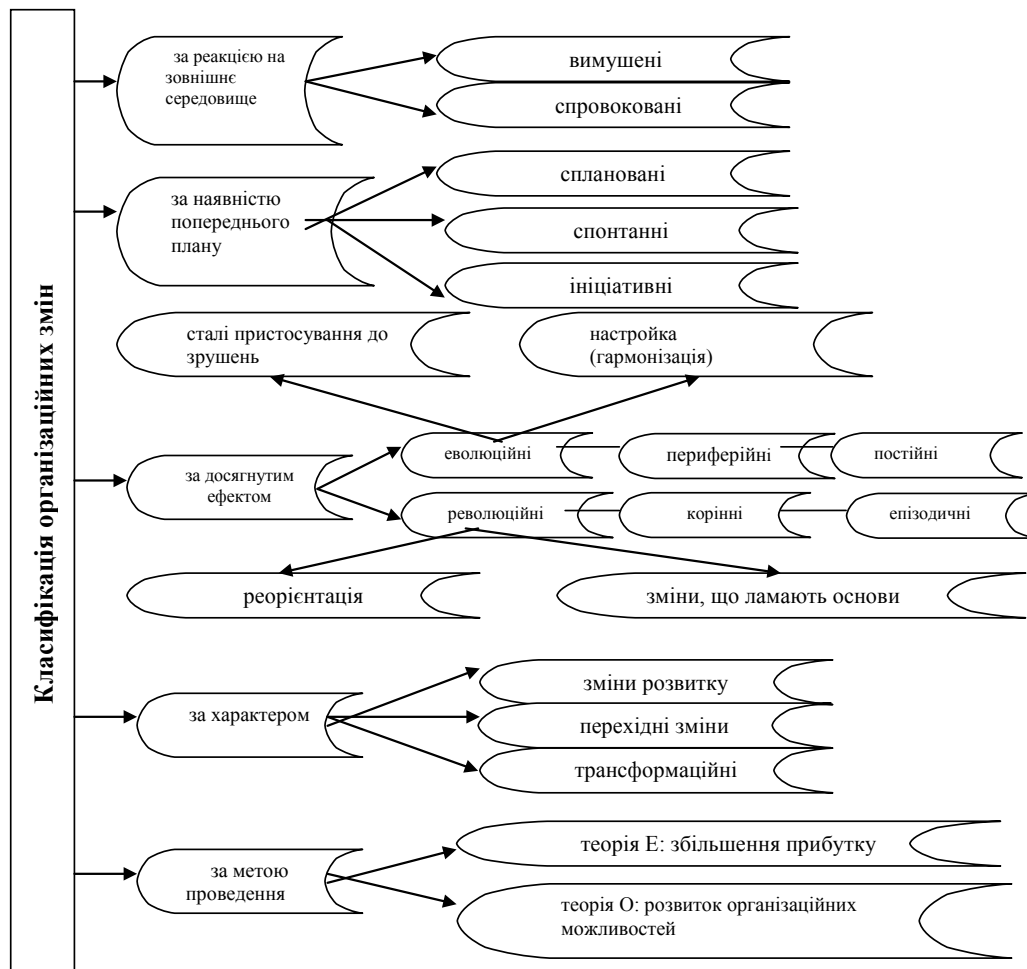 Класифікація організаційних змін
за реакцією на
зовнішнє
середовище
вимушені
спровоковані
за наявністю
попереднього
плану
сплановані
спонтанні
ініціативні
сталі пристосування до
зрушень
настройка
(гармонізація)
за досягнутим
ефектом
еволюційні
периферійні
постійні
революційні
корінні
епізодичні
реорієнтація
зміни, що ламають основи
за характером
зміни розвитку
перехідні зміни
трансформаційні
за метою
проведення
теорія Е: збільшення прибутку
теорія О: розвиток організаційних
можливостей